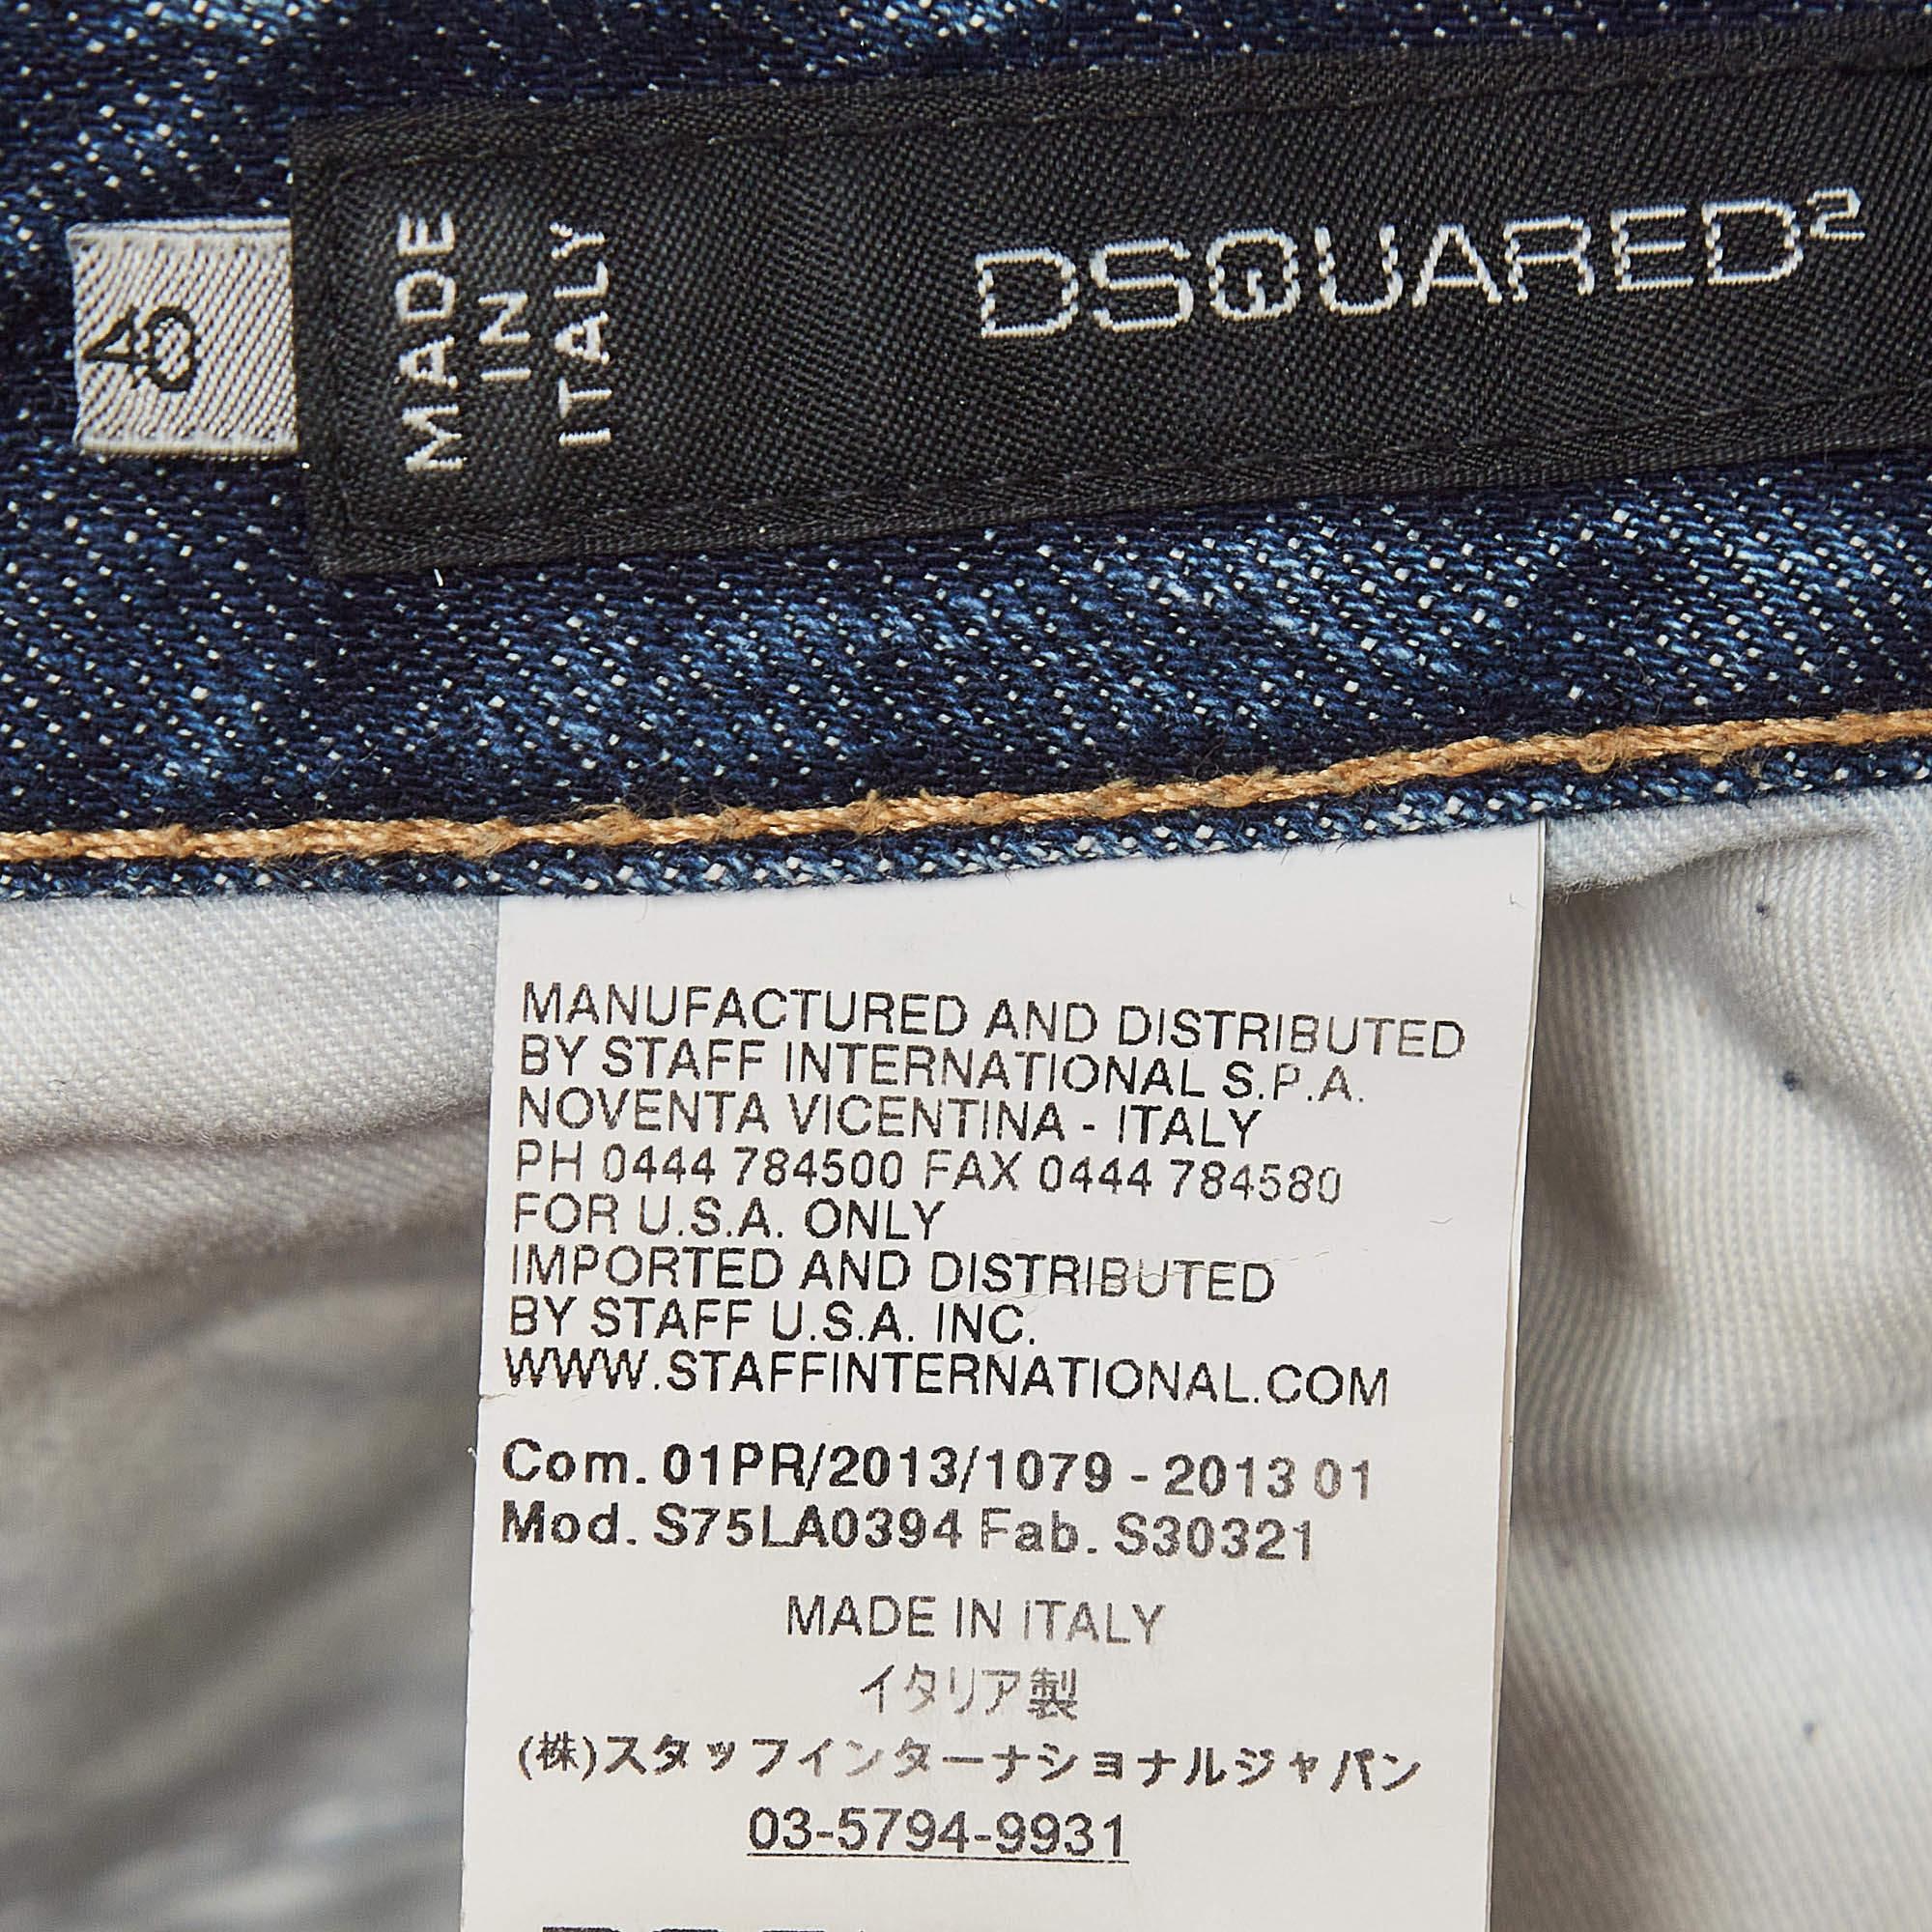 48
MADE
IN
ITALY
DSQUARED²
MANUFACTURED AND DISTRIBUTED
BY STAFF INTERNATIONAL S.P.A.
NOVENTA VICENTINA - ITALY
PH 0444 784500 FAX 0444 784580
FOR U.S.A. ONLY
IMPORTED AND DISTRIBUTED
BY STAFF U.S.A. INC.
WWW.STAFFINTERNATIONAL.COM
Com. 01PR/2013/1079 - 2013 01
Mod. S75LA0394 Fab. S30321
MADE IN ITALY
イタリア製
(株)スタッフインターナショナルジャパン
03-5794-9931